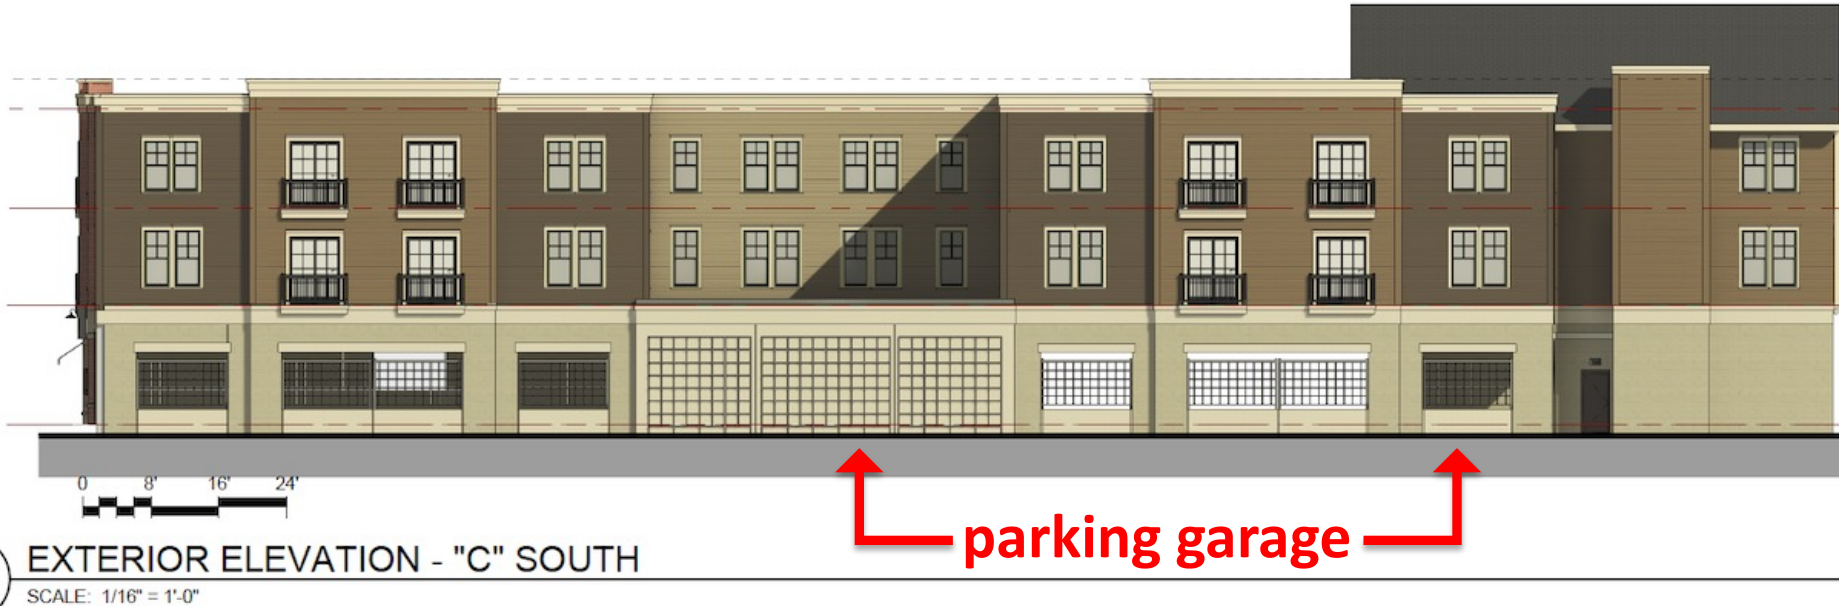 0 8' 16' 24'
parking garage
EXTERIOR ELEVATION - "C" SOUTH
SCALE: 1/16" = 1'-0"